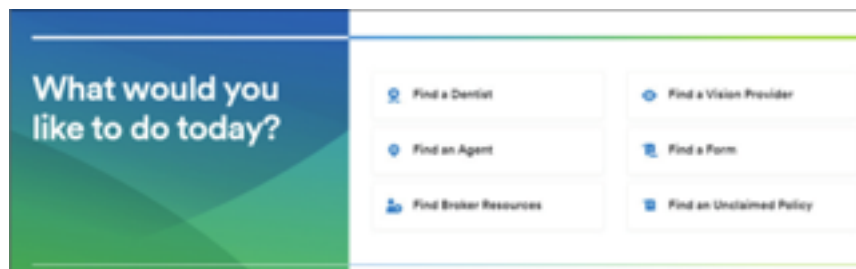 What would you
like to do today?
Find a Dentist
Find a Vision Provider
Find an Agent
Find a Form
Find Broker Resources
Find an Unclaimed Policy